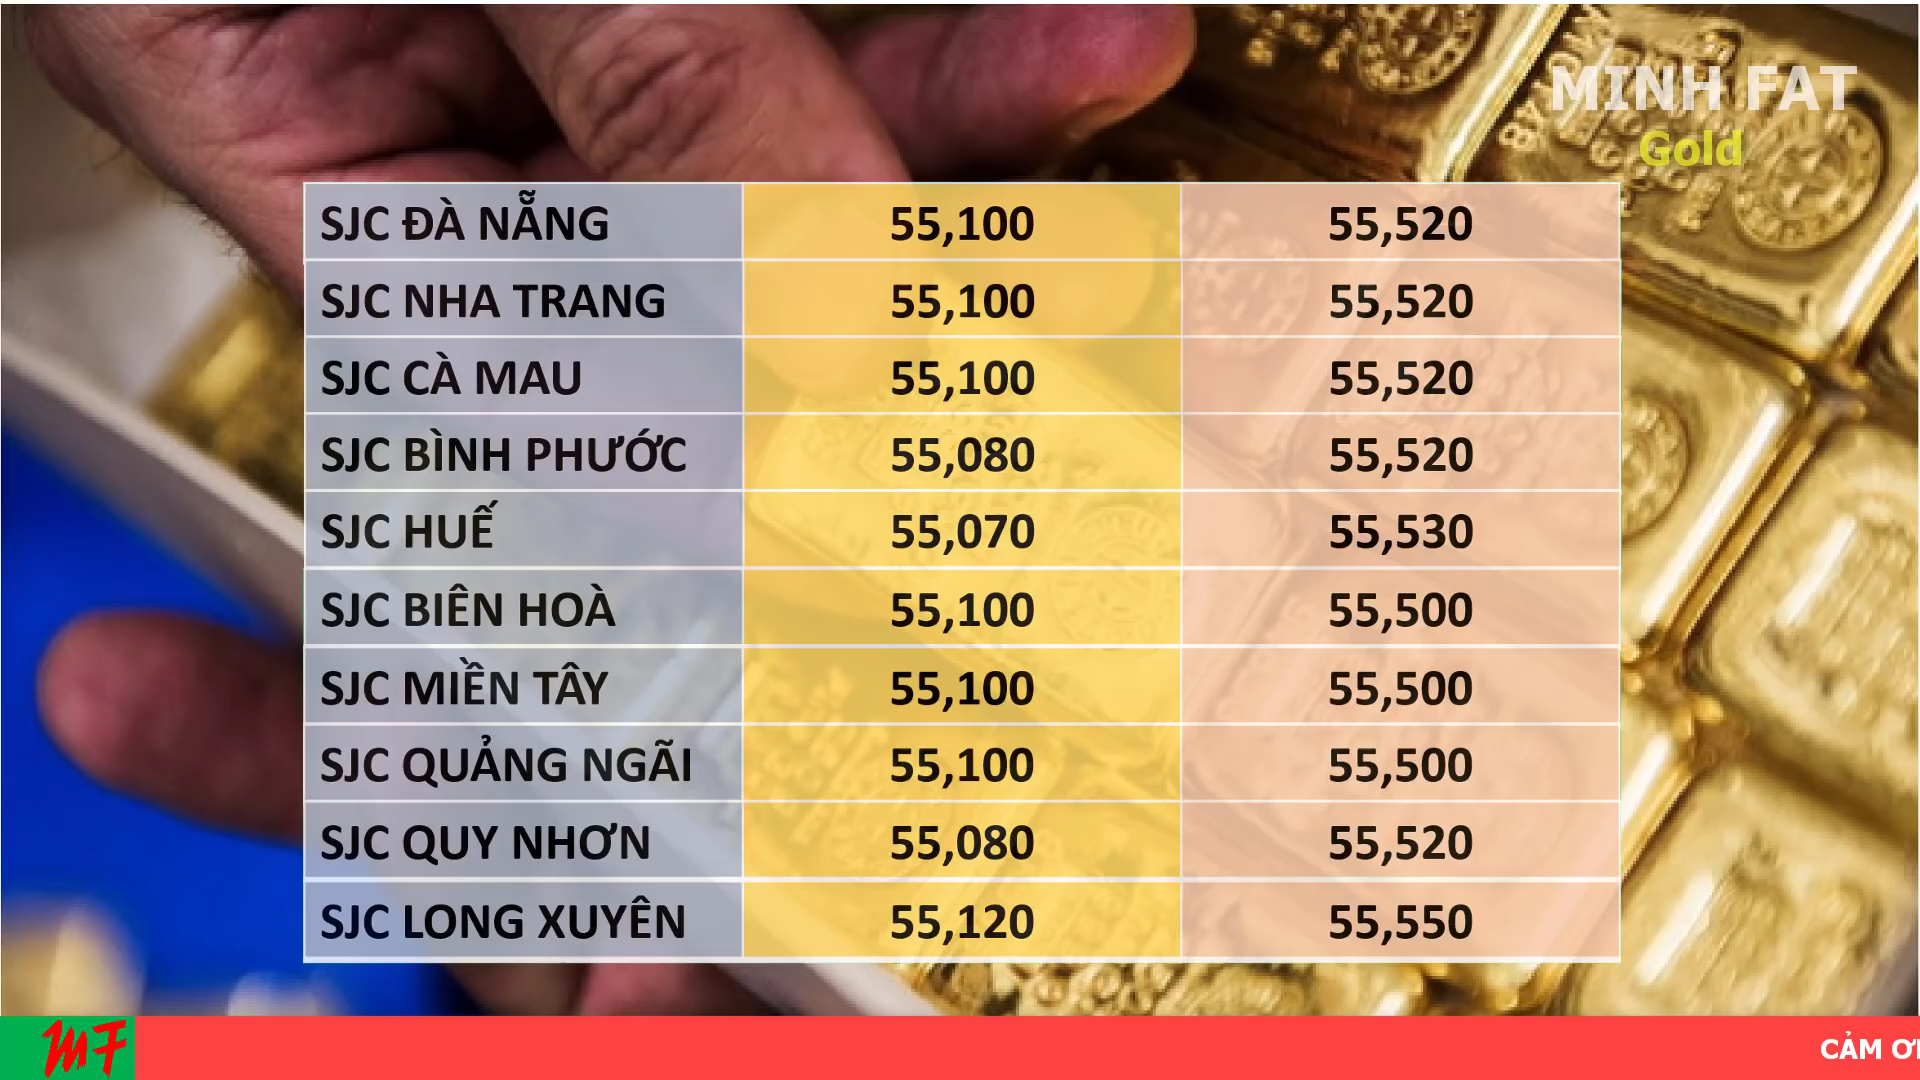 MINH FAT
Gold
SJC ĐÀ NẴNG 55,100 55,520
SJC NHA TRANG 55,100 55,520
SJC CÀ MAU 55,100 55,520
SJC BÌNH PHƯỚC 55,080 55,520
SJC HUẾ 55,070 55,530
SJC BIÊN HOÀ 55,100 55,500
SJC MIỀN TÂY 55,100 55,500
SJC QUẢNG NGÃI 55,100 55,500
SJC QUY NHƠN 55,080 55,520
SJC LONG XUYÊN 55,120 55,550
MF CẢM